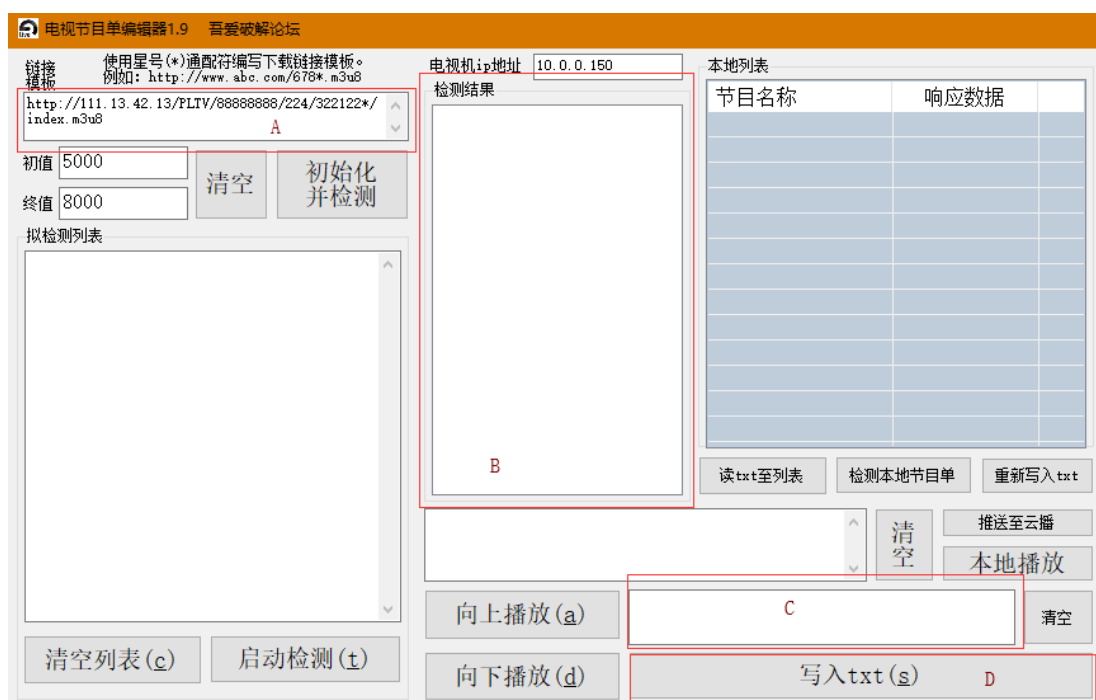 电视节目单编辑器1.9 吾爱破解论坛
链接模板
使用星号(*)通配符编写下载链接模板。
例如: http://www.abc.com/678*.m3u8
http://111.13.42.13/PLTV/88888888/224/322122*/
index.m3u8
A
初值 5000
终值 8000
清空
初始化
并检测
拟检测列表
清空列表(c)
启动检测(t)
电视机ip地址 10.0.0.150
检测结果
B
本地列表
节目名称 响应数据
读txt至列表 检测本地节目单 重新写入txt
清空
推送至云播
本地播放
向上播放(a)
C
清空
向下播放(d)
写入txt(s) D